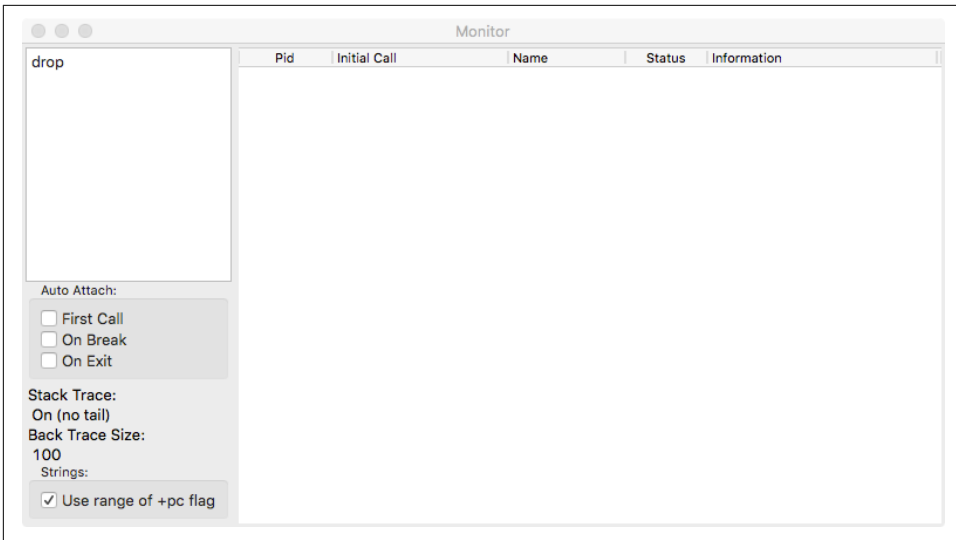 Monitor
drop
Pid Initial Call Name Status Information
Auto Attach:
First Call
On Break
On Exit
Stack Trace:
On (no tail)
Back Trace Size:
100
Strings:
Use range of +pc flag